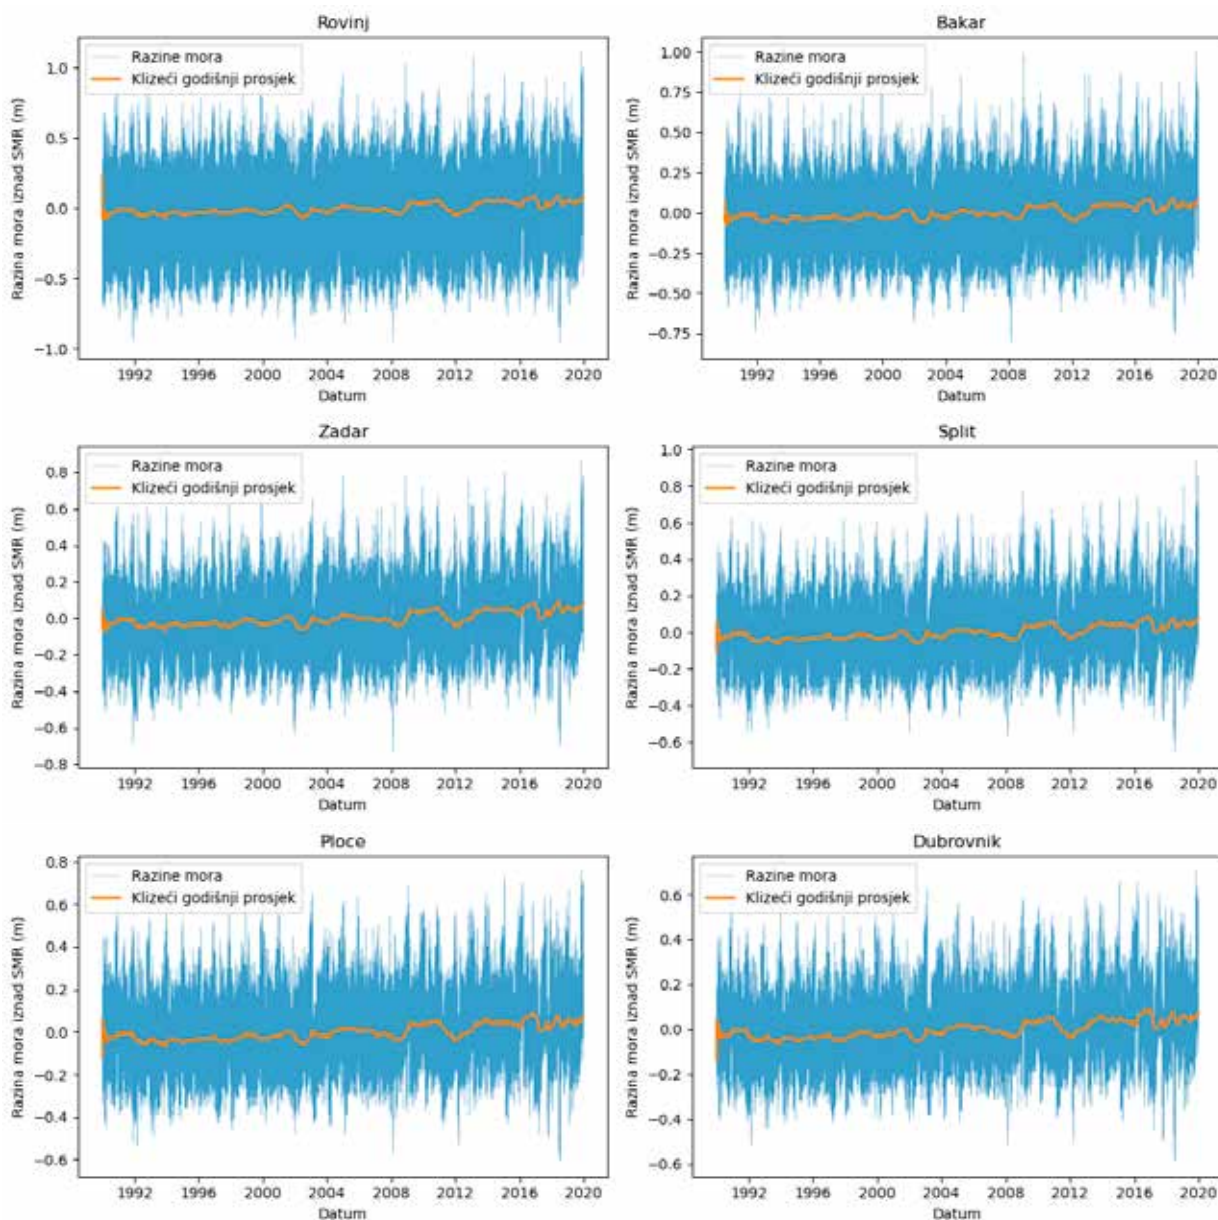 Rovinj
Razine mora
Klizeći godišnji prosjek
Razina mora iznad SMR (m)
1.0
0.5
0.0
−0.5
−1.0
1992 1996 2000 2004 2008 2012 2016 2020
Datum
Bakar
Razine mora
Klizeći godišnji prosjek
Razina mora iznad SMR (m)
1.00
0.75
0.50
0.25
0.00
−0.25
−0.50
−0.75
1992 1996 2000 2004 2008 2012 2016 2020
Datum
Zadar
Razine mora
Klizeći godišnji prosjek
Razina mora iznad SMR (m)
0.8
0.6
0.4
0.2
0.0
−0.2
−0.4
−0.6
−0.8
1992 1996 2000 2004 2008 2012 2016 2020
Datum
Split
Razine mora
Klizeći godišnji prosjek
Razina mora iznad SMR (m)
1.0
0.8
0.6
0.4
0.2
0.0
−0.2
−0.4
−0.6
1992 1996 2000 2004 2008 2012 2016 2020
Datum
Ploce
Razine mora
Klizeći godišnji prosjek
Razina mora iznad SMR (m)
0.8
0.6
0.4
0.2
0.0
−0.2
−0.4
−0.6
1992 1996 2000 2004 2008 2012 2016 2020
Datum
Dubrovnik
Razine mora
Klizeći godišnji prosjek
Razina mora iznad SMR (m)
0.6
0.4
0.2
0.0
−0.2
−0.4
−0.6
1992 1996 2000 2004 2008 2012 2016 2020
Datum